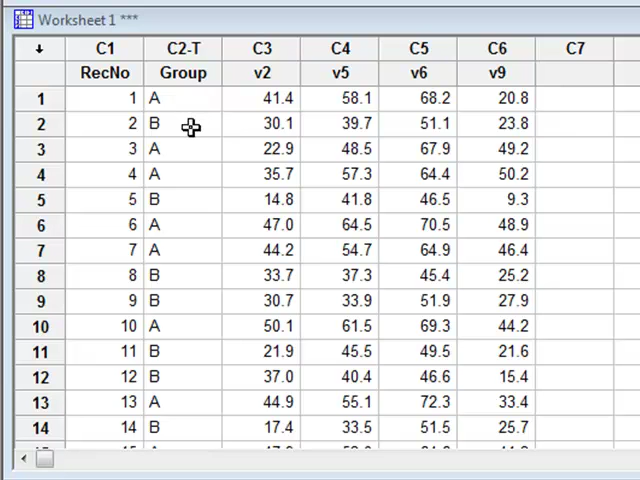 Worksheet 1 ***
↓ C1 C2-T C3 C4 C5 C6 C7
RecNo Group v2 v5 v6 v9
1 1 A 41.4 58.1 68.2 20.8
2 2 B 30.1 39.7 51.1 23.8
3 3 A 22.9 48.5 67.9 49.2
4 4 A 35.7 57.3 64.4 50.2
5 5 B 14.8 41.8 46.5 9.3
6 6 A 47.0 64.5 70.5 48.9
7 7 A 44.2 54.7 64.9 46.4
8 8 B 33.7 37.3 45.4 25.2
9 9 B 30.7 33.9 51.9 27.9
10 10 A 50.1 61.5 69.3 44.2
11 11 B 21.9 45.5 49.5 21.6
12 12 B 37.0 40.4 46.6 15.4
13 13 A 44.9 55.1 72.3 33.4
14 14 B 17.4 33.5 51.5 25.7